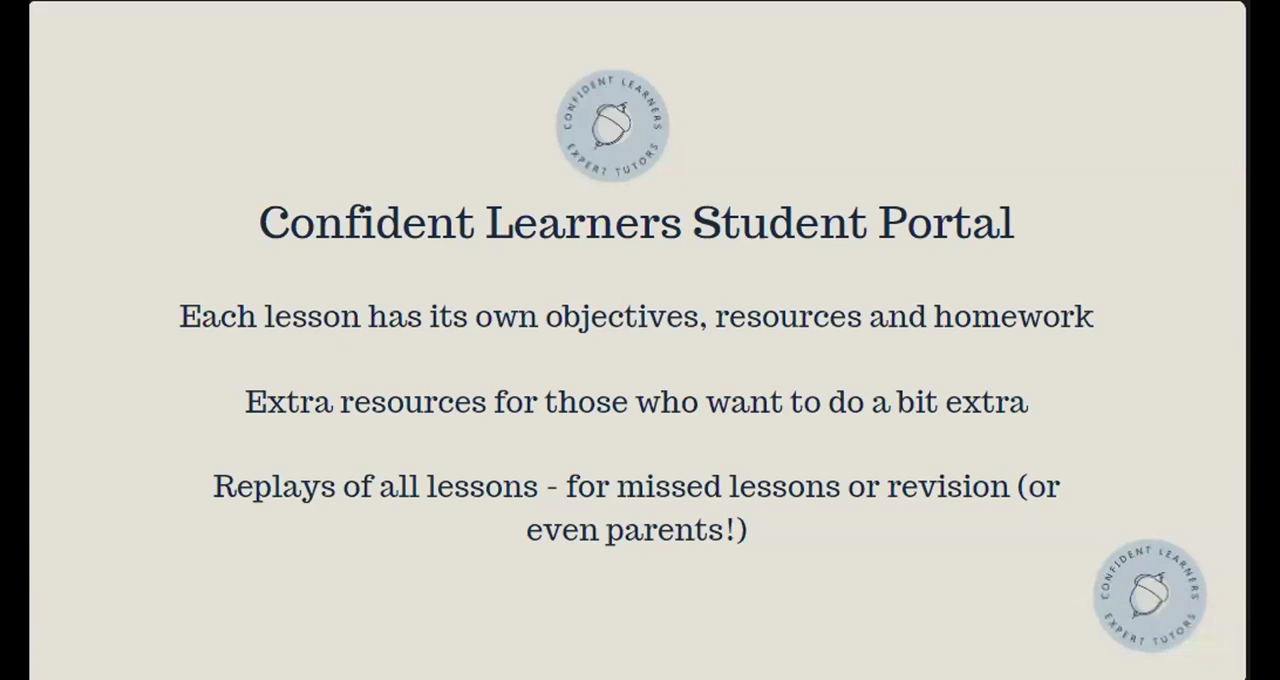 CONFIDENT LEARNERS
EXPERT TUTORS
Confident Learners Student Portal
Each lesson has its own objectives, resources and homework
Extra resources for those who want to do a bit extra
Replays of all lessons - for missed lessons or revision (or
even parents!)
CONFIDENT LEARNERS
EXPERT TUTORS